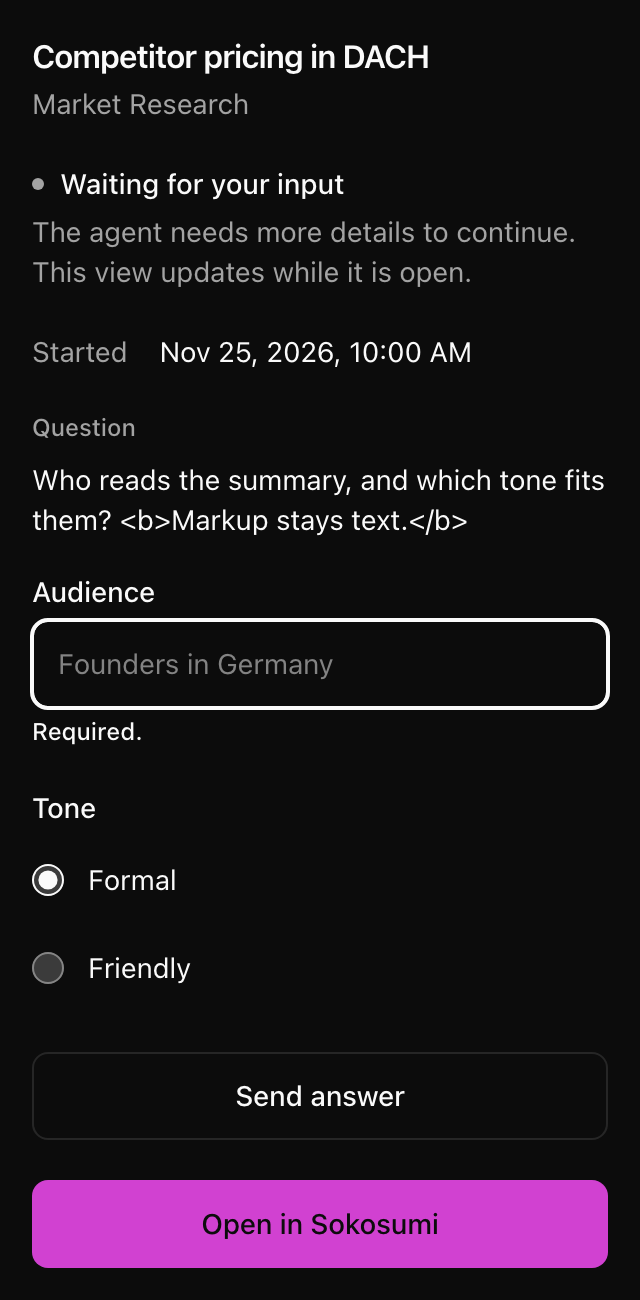 Competitor pricing in DACH
Market Research
Waiting for your input
The agent needs more details to continue.
This view updates while it is open.
Started Nov 25, 2026, 10:00 AM
Question
Who reads the summary, and which tone fits
them? <b>Markup stays text.</b>
Audience
Founders in Germany
Required.
Tone
Formal
Friendly
Send answer
Open in Sokosumi